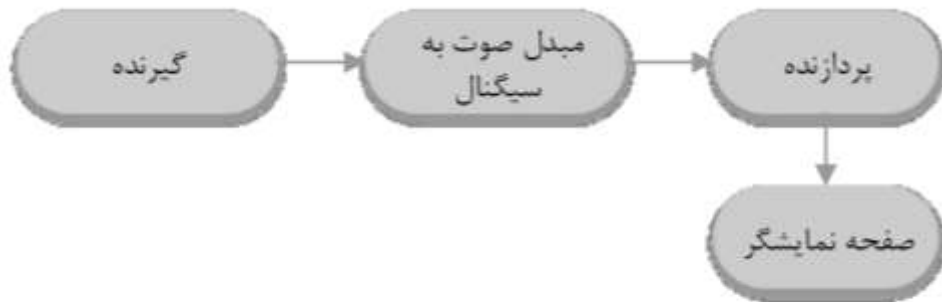 گیرنده
مبدل صوت به
سیگنال
پردازنده
صفحه نمایشگر